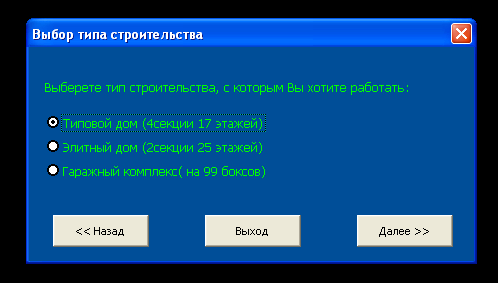 Выбор типа строительства
Выберете тип строительства, с которым Вы хотите работать:
Типовой дом (4секции 17 этажей)
Элитный дом (2секции 25 этажей)
Гаражный комплекс( на 99 боксов)
<< Назад
Выход
Далее >>